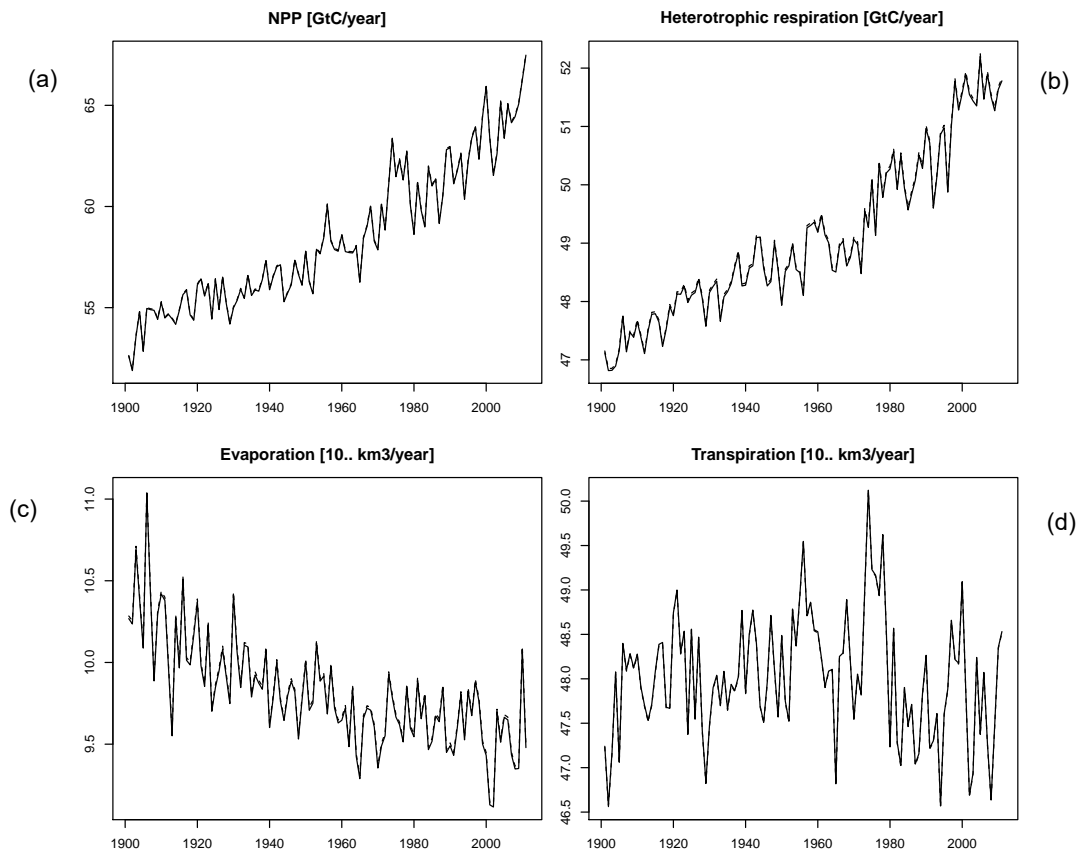 NPP [GtC/year]
Heterotrophic respiration [GtC/year]
(a)
(b)
65
60
55
52
51
50
49
48
47
1900 1920 1940 1960 1980 2000
1900 1920 1940 1960 1980 2000
Evaporation [10.. km3/year]
Transpiration [10.. km3/year]
(c)
(d)
11.0
10.5
10.0
9.5
50.0
49.5
49.0
48.5
48.0
47.5
47.0
46.5
1900 1920 1940 1960 1980 2000
1900 1920 1940 1960 1980 2000